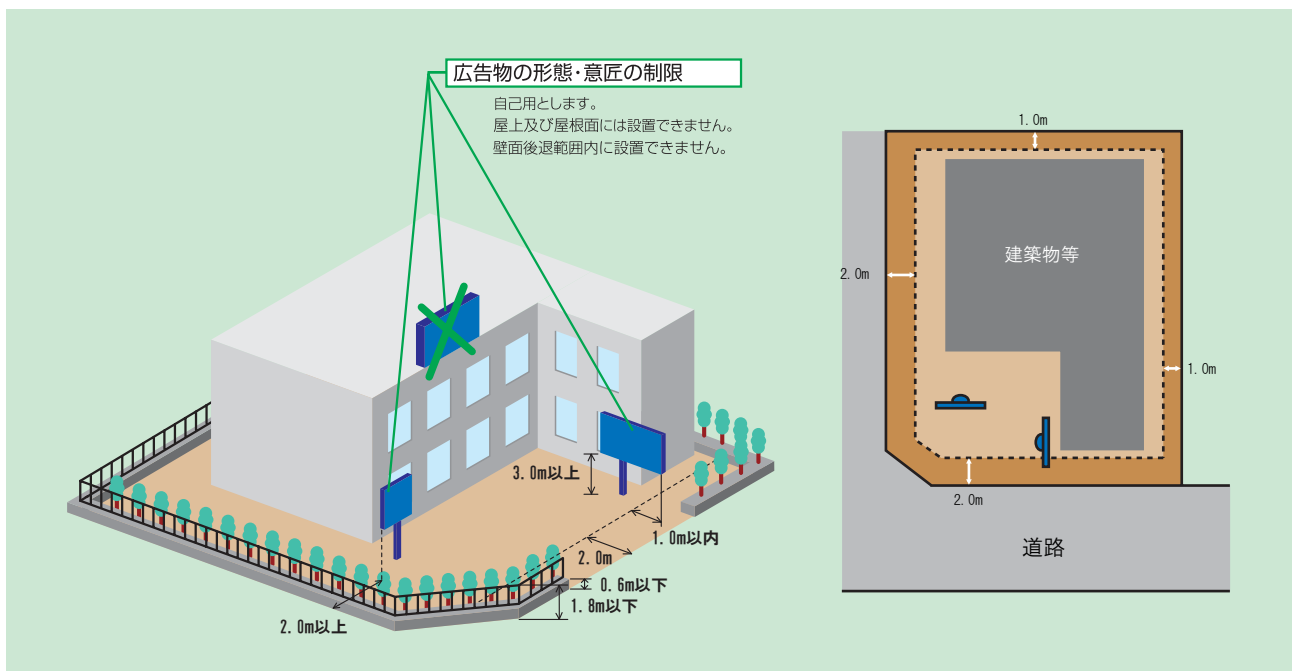 広告物の形態・意匠の制限
自己用とします。
屋上及び屋根面には設置できません。
壁面後退範囲内に設置できません。
3.0m以上
1.0m以内
2.0m
0.6m以下
1.8m以下
2.0m以上
1.0m
建築物等
2.0m
1.0m
2.0m
道路